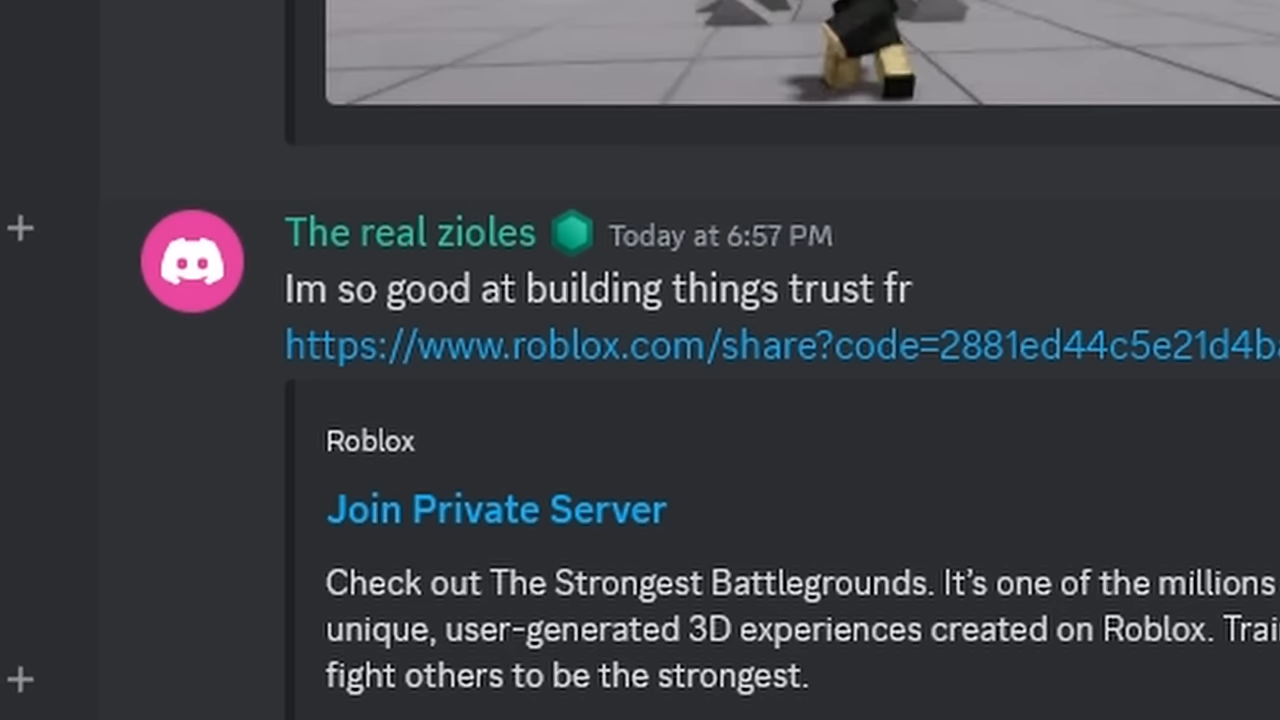 The real zioles Today at 6:57 PM
Im so good at building things trust fr
https://www.roblox.com/share?code=2881ed44c5e21d4b
Roblox
Join Private Server
Check out The Strongest Battlegrounds. It's one of the millions
unique, user-generated 3D experiences created on Roblox. Trai
fight others to be the strongest.